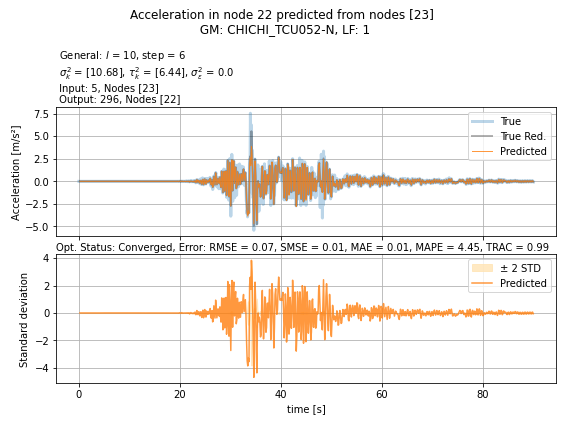 Acceleration in node 22 predicted from nodes [23]
GM: CHICHI_TCU052-N, LF: 1
General: l = 10, step = 6
σ²ₖ = [10.68], τ²ₖ = [6.44], σ²ε = 0.0
Input: 5, Nodes [23]
Output: 296, Nodes [22]
7.5
5.0
2.5
0.0
−2.5
−5.0
Acceleration [m/s²]
True
True Red.
Predicted
Opt. Status: Converged, Error: RMSE = 0.07, SMSE = 0.01, MAE = 0.01, MAPE = 4.45, TRAC = 0.99
4
2
0
−2
−4
Standard deviation
± 2 STD
Predicted
0 20 40 60 80
time [s]